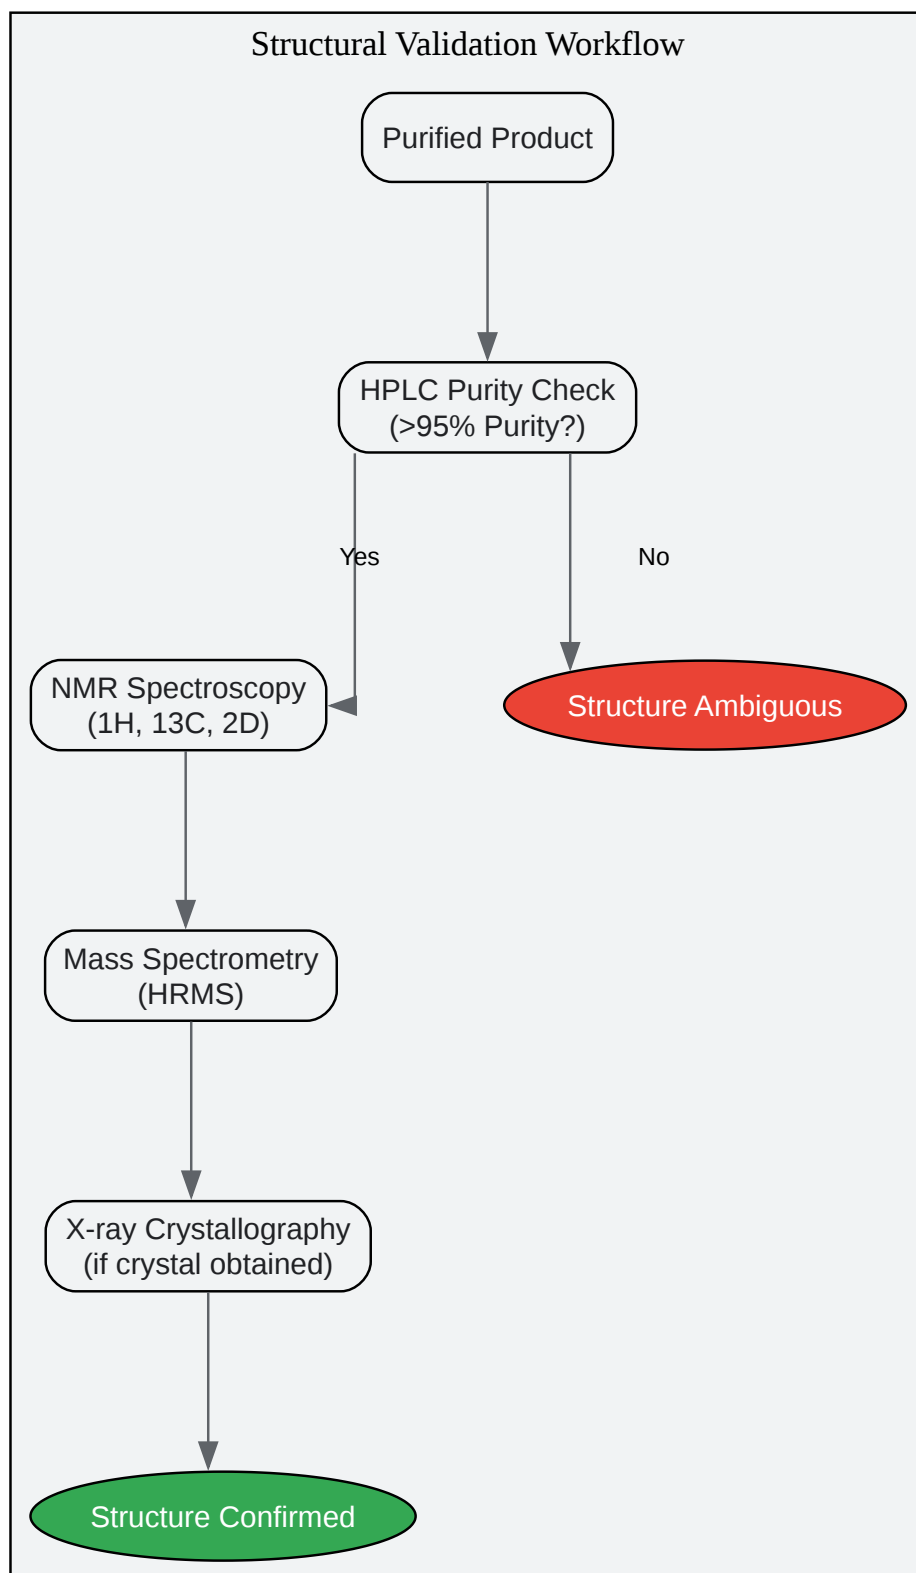 Structural Validation Workflow
Purified Product
HPLC Purity Check
(>95% Purity?)
Yes
No
NMR Spectroscopy
(1H, 13C, 2D)
Structure Ambiguous
Mass Spectrometry
(HRMS)
X-ray Crystallography
(if crystal obtained)
Structure Confirmed